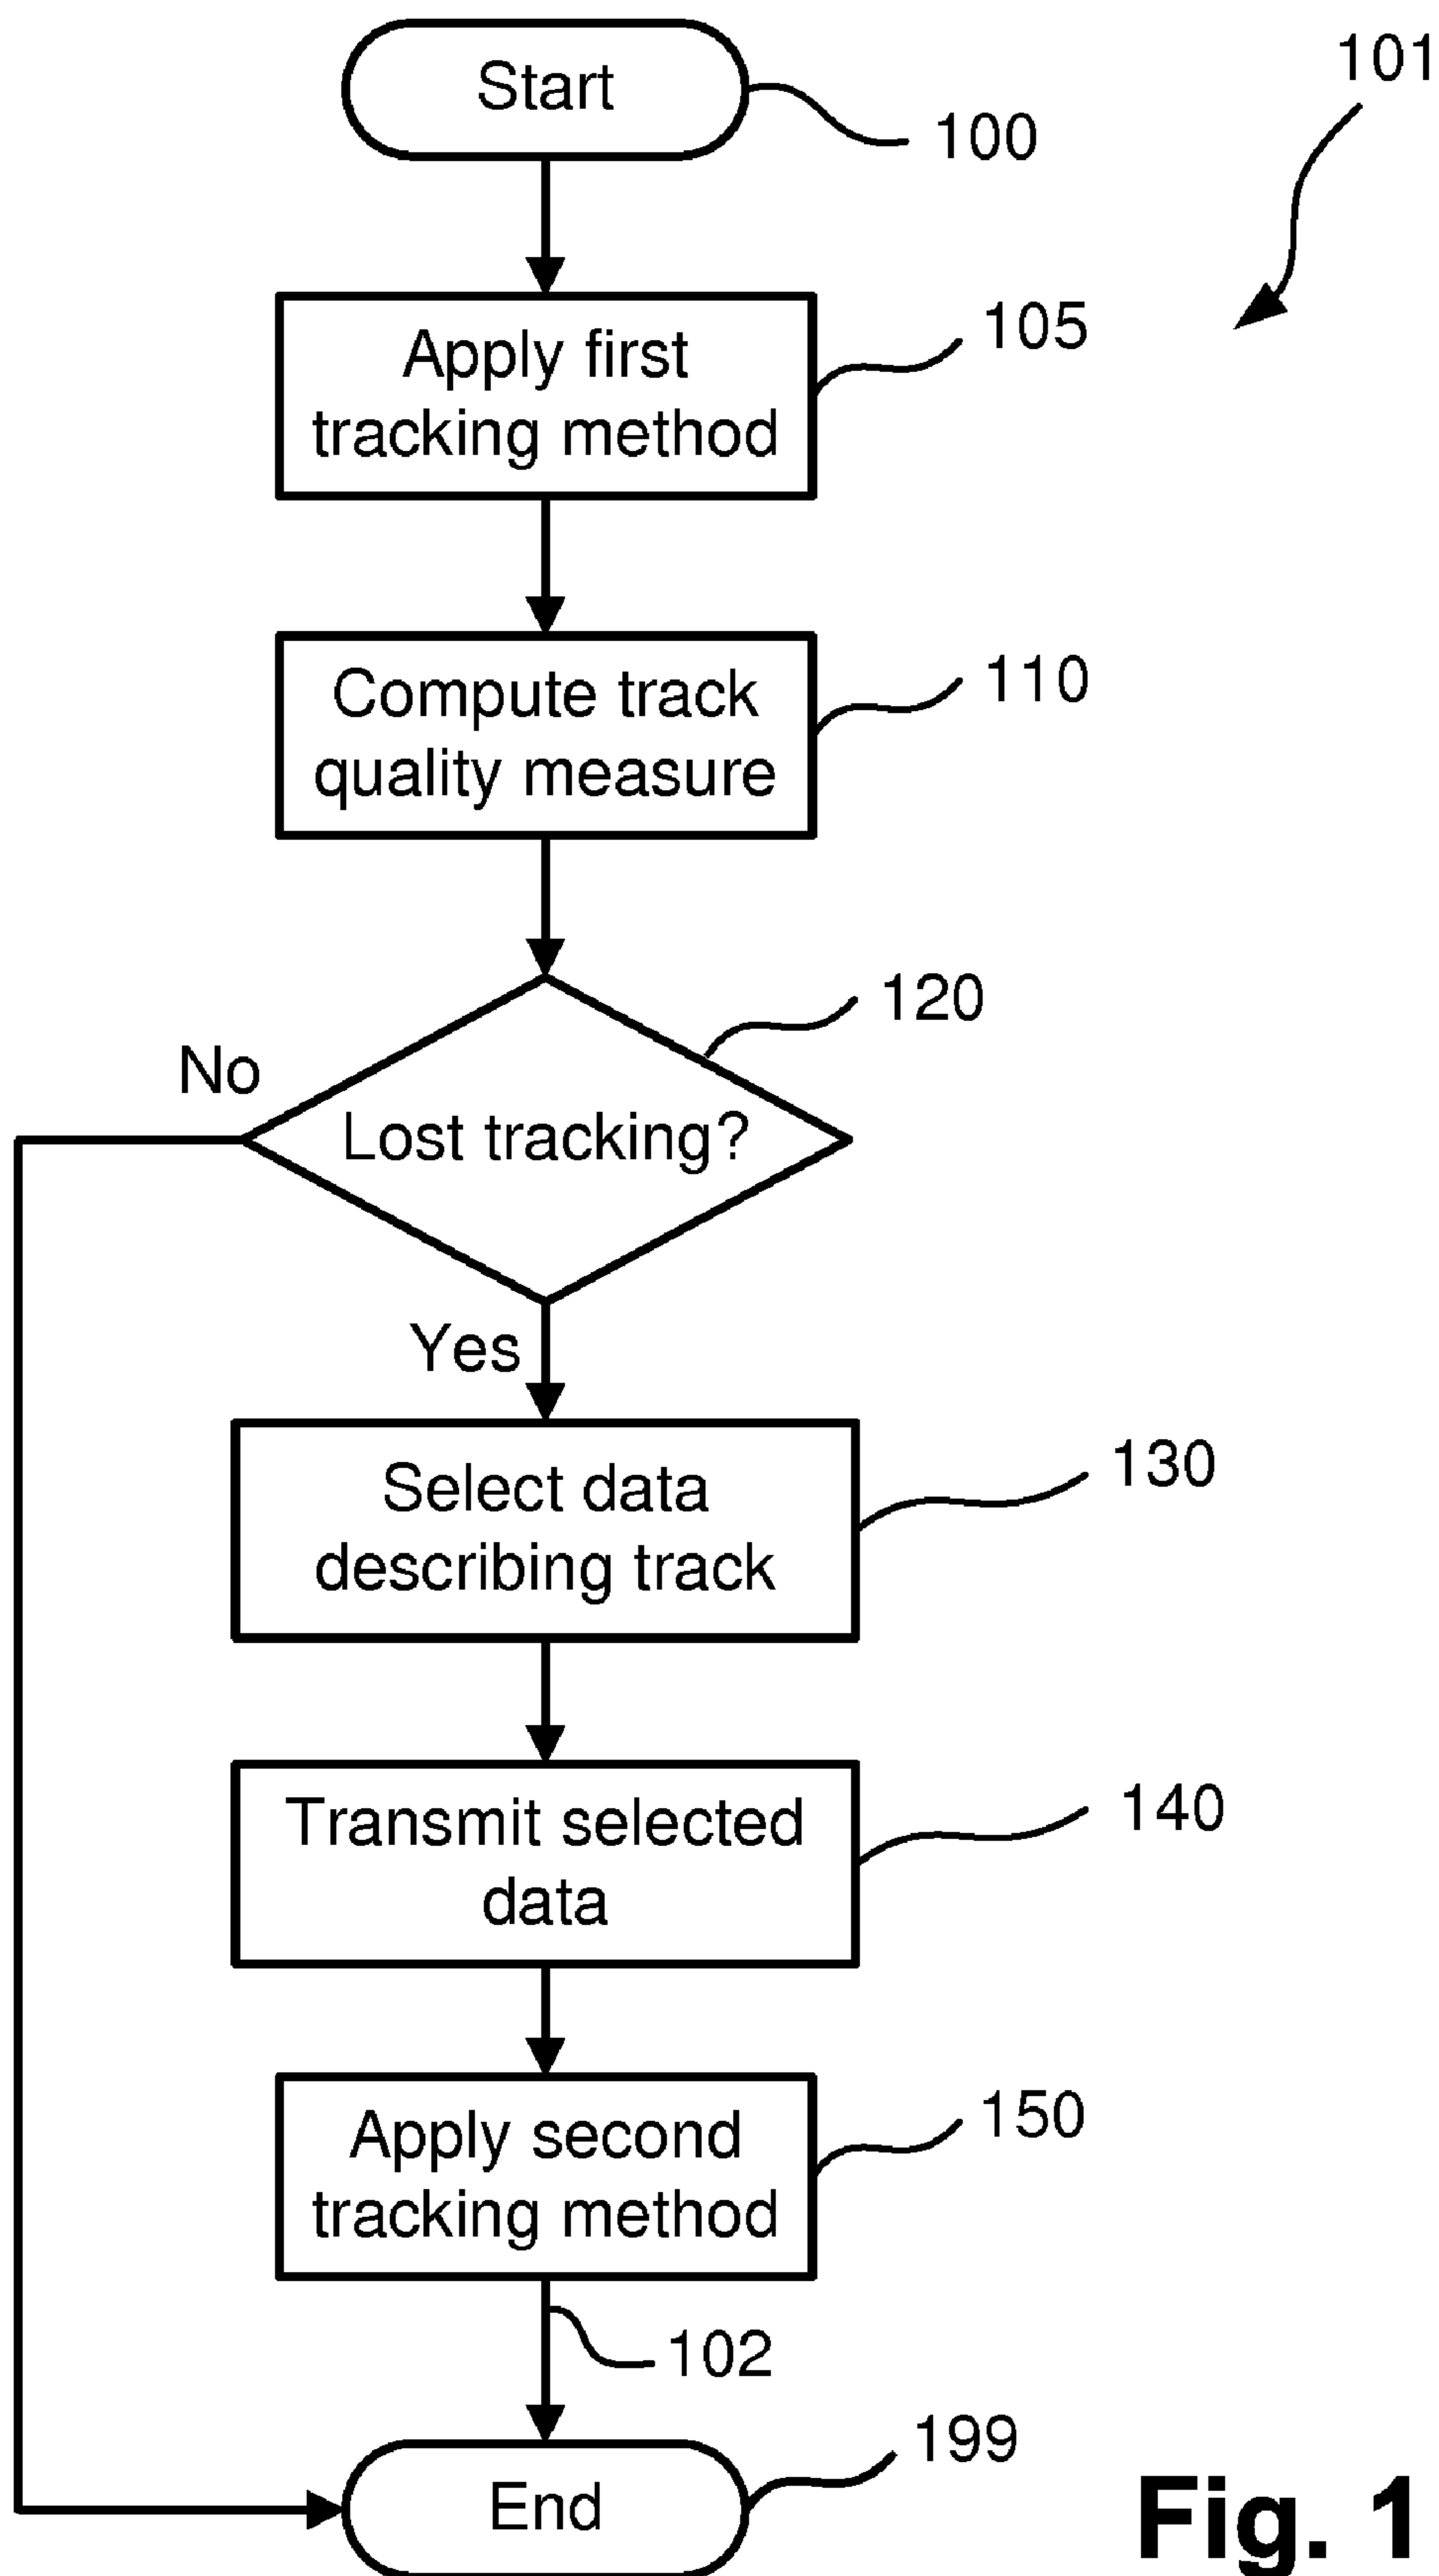 Start
100
101
Apply first
tracking method
105
Compute track
quality measure
110
Lost tracking?
120
No
Yes
Select data
describing track
130
Transmit selected
data
140
Apply second
tracking method
150
102
End
199
Fig. 1